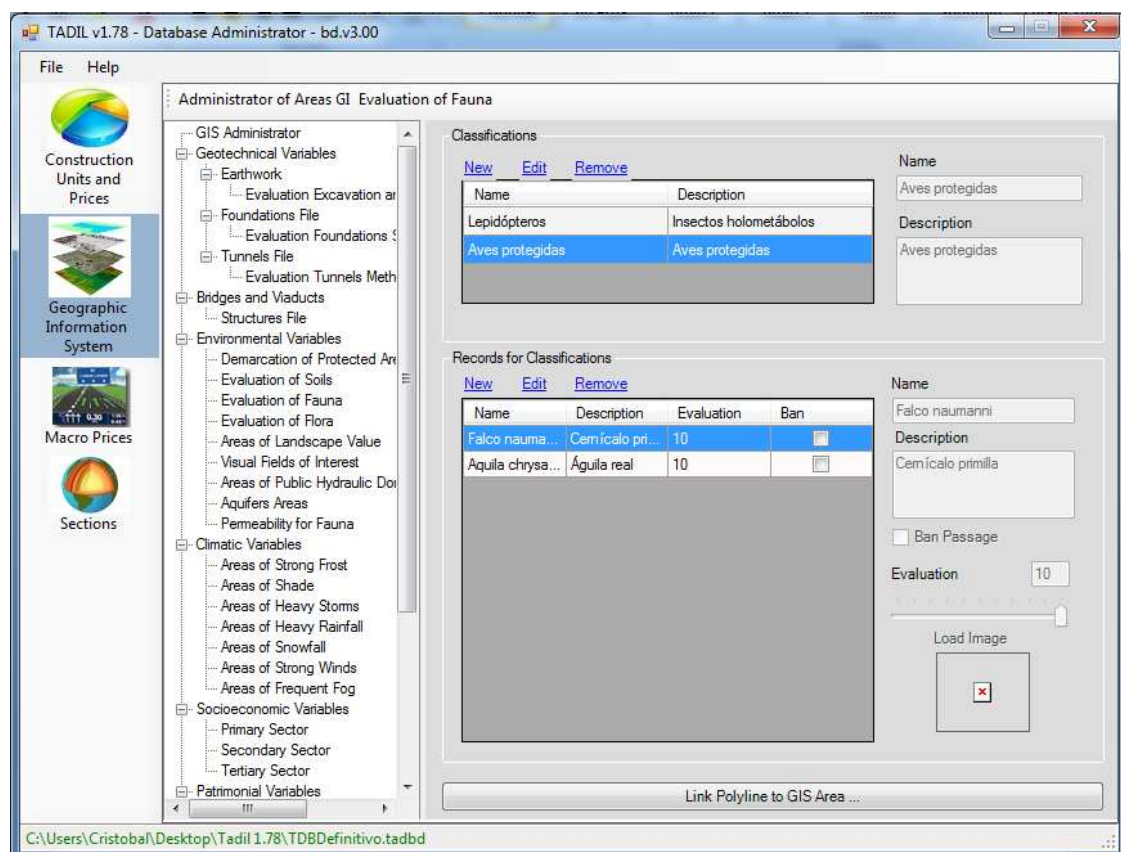 TADIL v1.78 - Database Administrator - bd.v3.00
File Help
Administrator of Areas GI Evaluation of Fauna
Construction
Units and
Prices
Geographic
Information
System
Macro Prices
Sections
GIS Administrator
Geotechnical Variables
Earthwork
Evaluation Excavation ar
Foundations File
Evaluation Foundations S
Tunnels File
Evaluation Tunnels Meth
Bridges and Viaducts
Structures File
Environmental Variables
Demarcation of Protected Are
Evaluation of Soils
Evaluation of Fauna
Evaluation of Flora
Areas of Landscape Value
Visual Fields of Interest
Areas of Public Hydraulic Dor
Aquifers Areas
Permeability for Fauna
Climatic Variables
Areas of Strong Frost
Areas of Shade
Areas of Heavy Storms
Areas of Heavy Rainfall
Areas of Snowfall
Areas of Strong Winds
Areas of Frequent Fog
Socioeconomic Variables
Primary Sector
Secondary Sector
Tertiary Sector
Patrimonial Variables
Classifications
New Edit Remove
Name Description
Lepidópteros Insectos holometábolos
Aves protegidas Aves protegidas
Name
Aves protegidas
Description
Aves protegidas
Records for Classifications
New Edit Remove
Name Description Evaluation Ban
Falco nauma... Cernícalo pri... 10
Aquila chrysa... Águila real 10
Name
Falco naumanni
Description
Cernícalo primilla
Ban Passage
Evaluation 10
Load Image
Link Polyline to GIS Area ...
C:\Users\Cristobal\Desktop\Tadil 1.78\TDBDefinitivo.tadbd